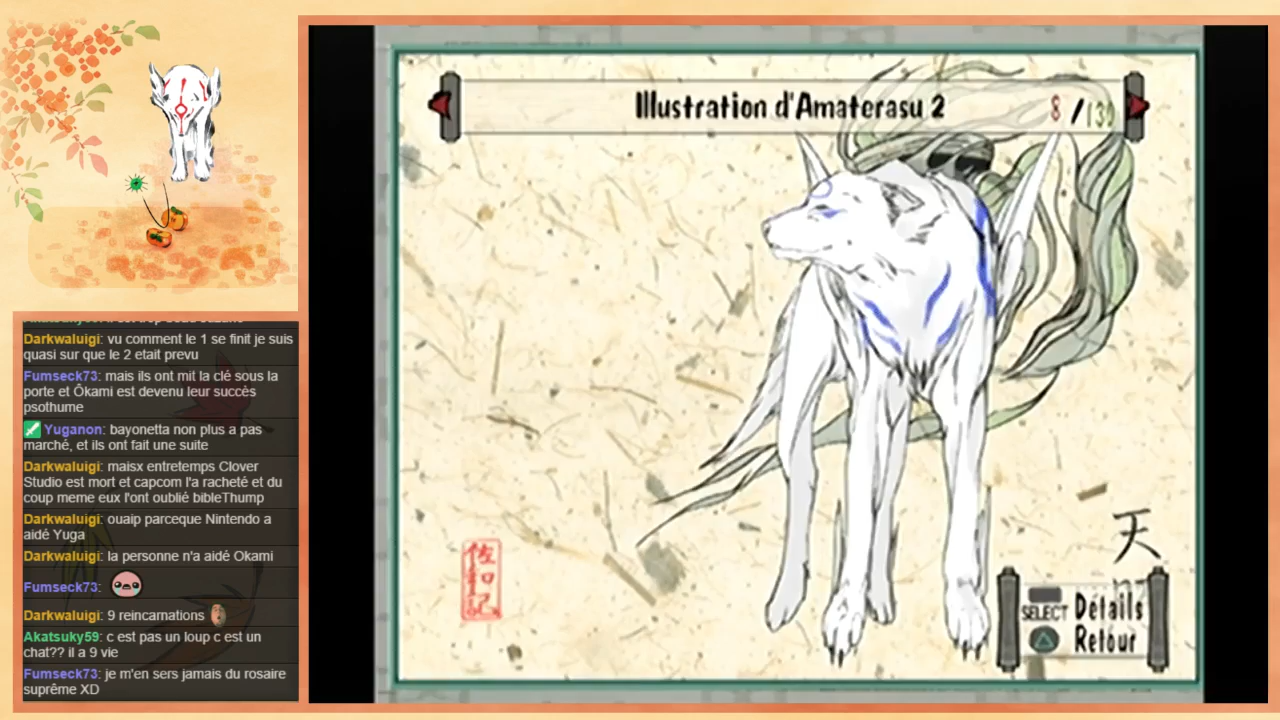 Illustration d'Amaterasu 2
8 /130
Darkwaluigi: vu comment le 1 se finit je suis
quasi sur que le 2 etait prevu
Fumseck73: mais ils ont mit la clé sous la
porte et Ôkami est devenu leur succès
psothume
Yuganon: bayonetta non plus a pas
marché, et ils ont fait une suite
Darkwaluigi: maisx entretemps Clover
Studio est mort et capcom l'a racheté et du
coup meme eux l'ont oublié bibleThump
Darkwaluigi: ouaip parceque Nintendo a
aidé Yuga
Darkwaluigi: la personne n'a aidé Okami
Fumseck73:
Darkwaluigi: 9 reincarnations
Akatsuky59: c est pas un loup c est un
chat?? il a 9 vie
Fumseck73: je m'en sers jamais du rosaire
suprême XD
天
SELECT Détails
Retour